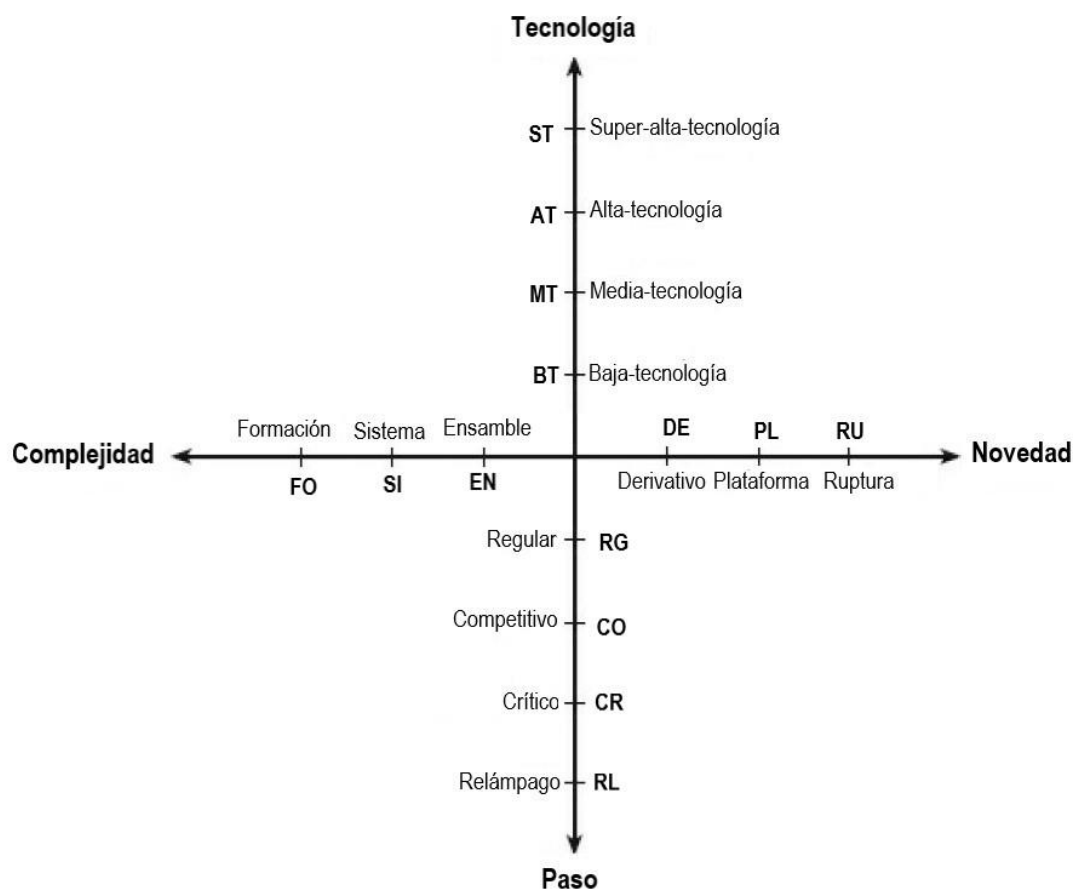 Tecnología
ST Super-alta-tecnología
AT Alta-tecnología
MT Media-tecnología
BT Baja-tecnología
Formación Sistema Ensamble DE PL RU
Complejidad Novedad
FO SI EN Derivativo Plataforma Ruptura
Regular RG
Competitivo CO
Crítico CR
Relámpago RL
Paso